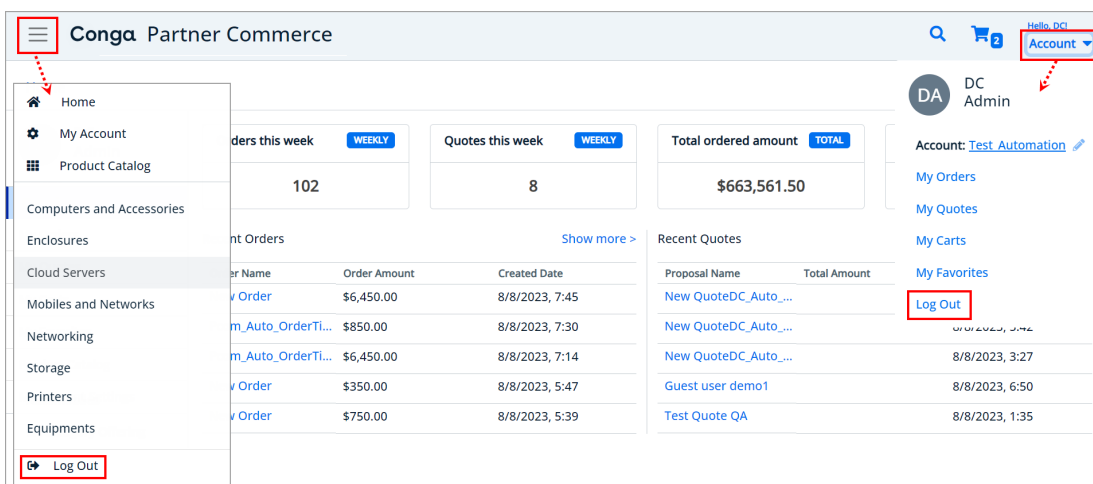 Conga Partner Commerce
2
Hello, DC!
Account
Home
My Account
Product Catalog
Computers and Accessories
Enclosures
Cloud Servers
Mobiles and Networks
Networking
Storage
Printers
Equipments
Log Out
ders this week WEEKLY
102
Quotes this week WEEKLY
8
Total ordered amount TOTAL
$663,561.50
nt Orders Show more >
er Name Order Amount Created Date
w Order $6,450.00 8/8/2023, 7:45
m_Auto_OrderTi... $850.00 8/8/2023, 7:30
m_Auto_OrderTi... $6,450.00 8/8/2023, 7:14
w Order $350.00 8/8/2023, 5:47
w Order $750.00 8/8/2023, 5:39
Recent Quotes
Proposal Name Total Amount
New QuoteDC_Auto_...
New QuoteDC_Auto_...
New QuoteDC_Auto_... 8/8/2023, 3:27
Guest user demo1 8/8/2023, 6:50
Test Quote QA 8/8/2023, 1:35
DA
DC
Admin
Account: Test Automation
My Orders
My Quotes
My Carts
My Favorites
Log Out